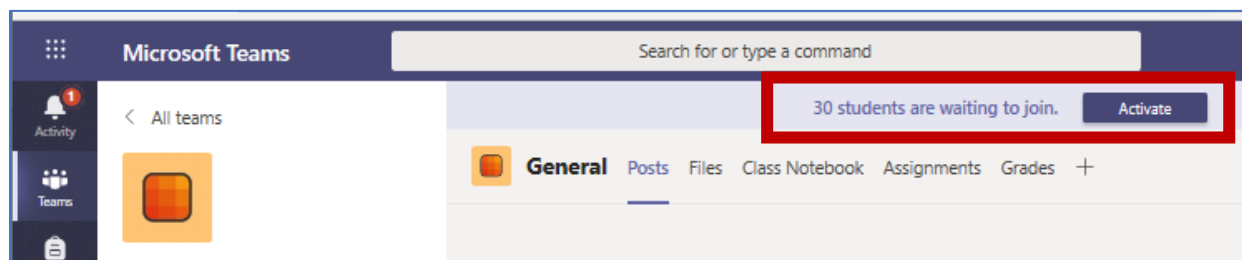 Microsoft Teams
Search for or type a command
30 students are waiting to join.
Activate
1
Activity
All teams
Teams
General
Posts
Files
Class Notebook
Assignments
Grades